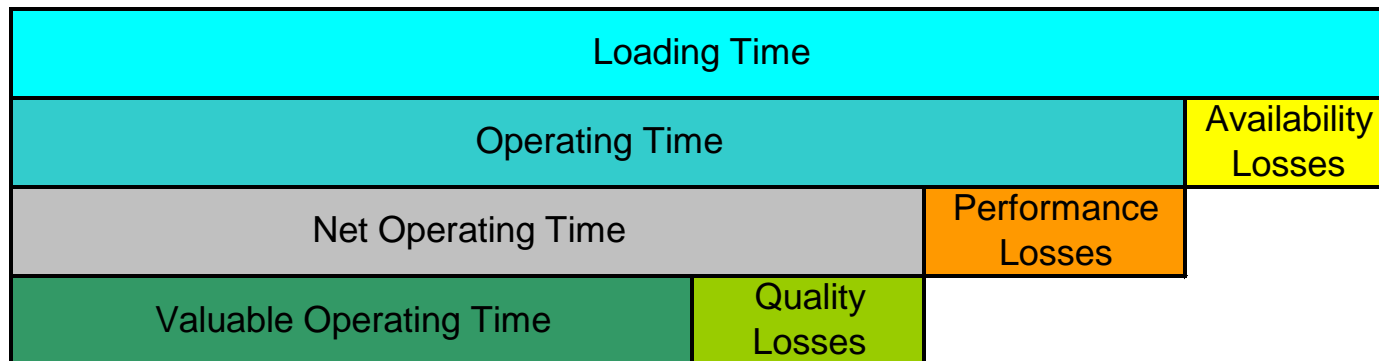 Loading Time
Operating Time
Availability
Losses
Net Operating Time
Performance
Losses
Valuable Operating Time
Quality
Losses